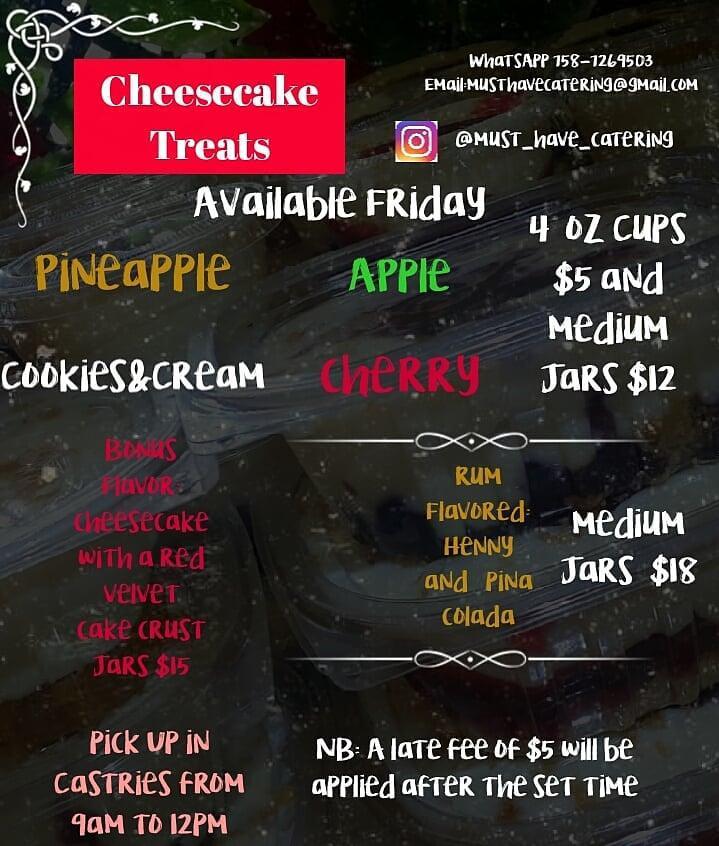 Cheesecake
Treats
WHATSAPP 758-7269503
EMAIL:MUSTHAVECATERING@GMAIL.COM
@MUST_HAVE_CATERING
AVAILABLE FRIDAY
PINEAPPLE
APPLE
COOKIES&CREAM
CHERRY
4 OZ CUPS
$5 AND
MEDIUM
JARS $12
BONUS
FLAVOR:
CHEESECAKE
WITH A RED
VELVET
CAKE CRUST
JARS $15
RUM
FLAVORED:
HENNY
AND PINA
COLADA
MEDIUM
JARS $18
PICK UP IN
CASTRIES FROM
9AM TO 12PM
NB: A LATE FEE OF $5 WILL BE
APPLIED AFTER THE SET TIME